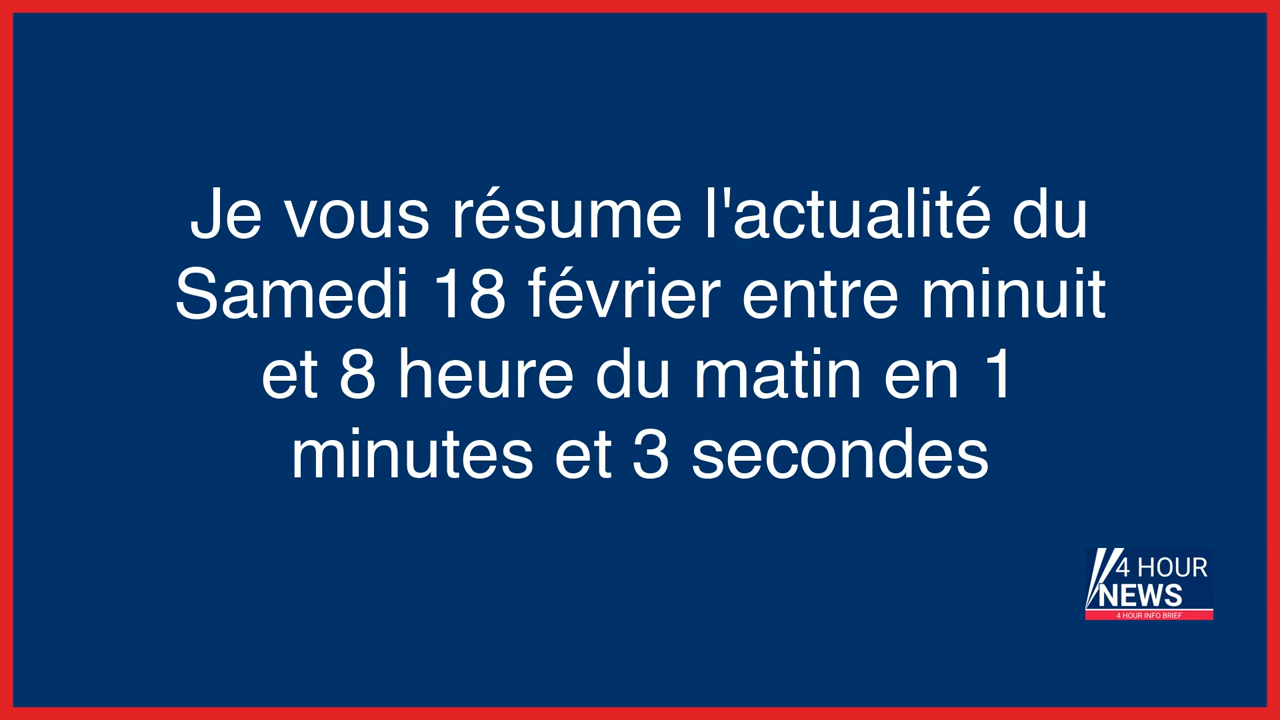 Je vous résume l'actualité du
Samedi 18 février entre minuit
et 8 heure du matin en 1
minutes et 3 secondes
4 HOUR
NEWS
4 HOUR INFO BRIEF